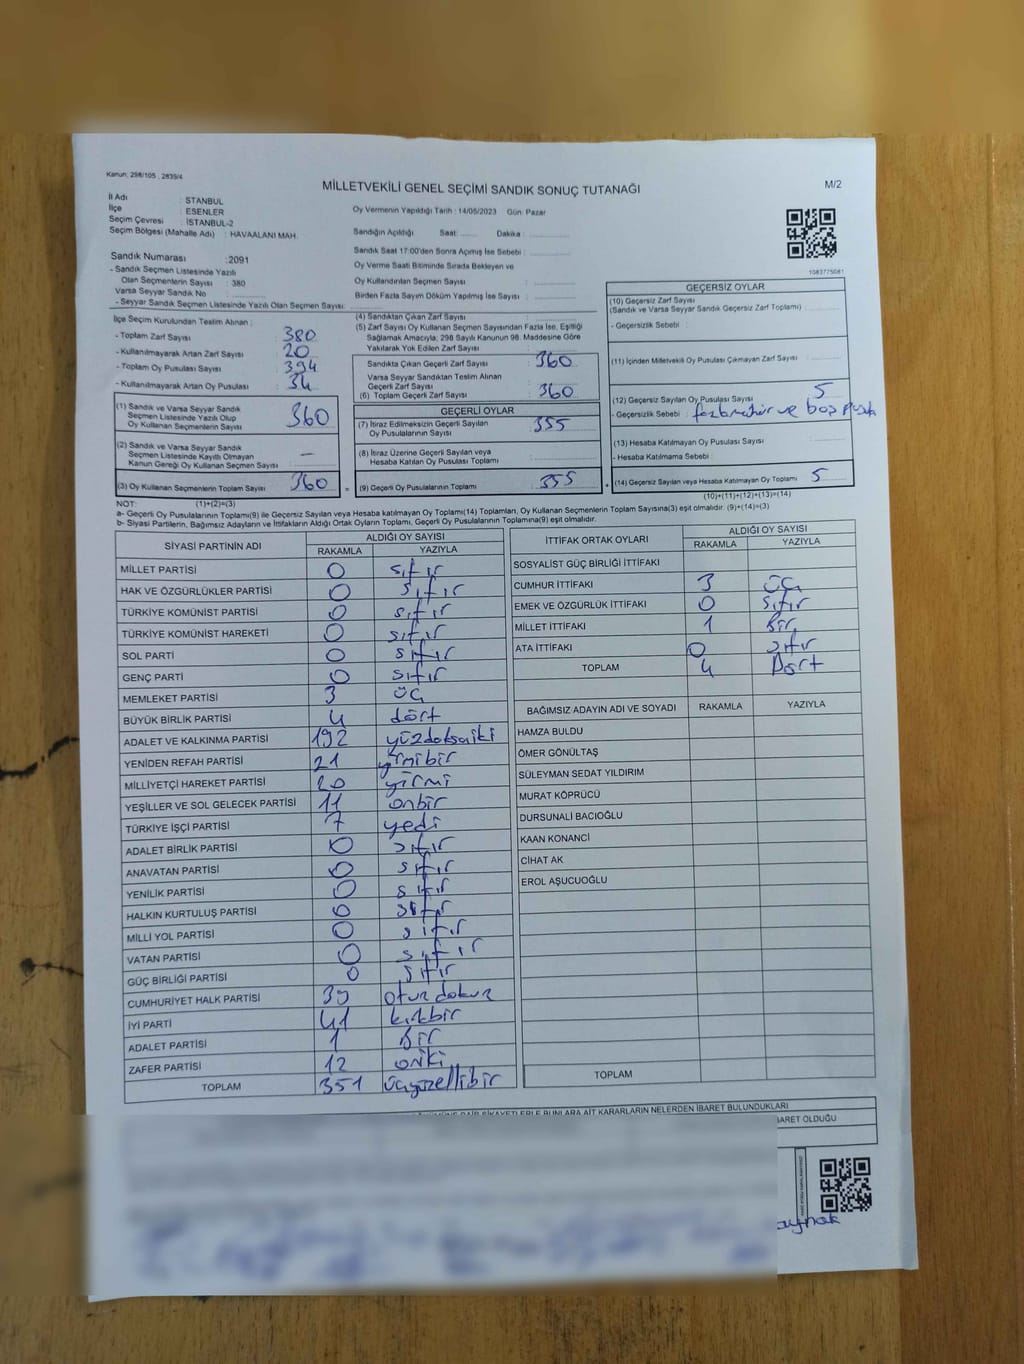 Kanun; 298/105 , 2839/4
MİLLETVEKİLİ GENEL SEÇİMİ SANDIK SONUÇ TUTANAĞI
M/2
İl Adı : STANBUL
İlçe : ESENLER
Seçim Çevresi : İSTANBUL-2
Seçim Bölgesi (Mahalle Adı) : HAVAALANI MAH.
Oy Vermenin Yapıldığı Tarih : 14/05/2023 Gün: Pazar
Sandığın Açıldığı Saat: ........ Dakika : ..............
Sandık Saat 17:00'den Sonra Açımış İse Sebebi : ..............
Oy Verme Saati Bitiminde Sırada Bekleyen ve
Oy Kullandırılan Seçmen Sayısı : ..............
Birden Fazla Sayım Döküm Yapılmış İse Sayısı : ..............
1083775081
Sandık Numarası :2091
- Sandık Seçmen Listesinde Yazılı
Olan Seçmenlerin Sayısı : 380
Varsa Seyyar Sandık No :
- Seyyar Sandık Seçmen Listesinde Yazılı Olan Seçmen Sayısı:
İlçe Seçim Kurulundan Teslim Alınan :
- Toplam Zarf Sayısı : 380
- Kullanılmayarak Artan Zarf Sayısı : 20
- Toplam Oy Pusulası Sayısı : 394
- Kullanılmayarak Artan Oy Pusulası : 34
(1) Sandık ve Varsa Seyyar Sandık
Seçmen Listesinde Yazılı Olup
Oy Kullanan Seçmenlerin Sayısı : 360
(2) Sandık ve Varsa Seyyar Sandık
Seçmen Listesinde Kayıtlı Olmayan
Kanun Gereği Oy Kullanan Seçmen Sayısı : —
(3) Oy Kullanan Seçmenlerin Toplam Sayısı : 360
(4) Sandıktan Çıkan Zarf Sayısı :
(5) Zarf Sayısı Oy Kullanan Seçmen Sayısından Fazla İse, Eşitliği
Sağlamak Amacıyla; 298 Sayılı Kanunun 98. Maddesine Göre
Yakılarak Yok Edilen Zarf Sayısı :
Sandıkta Çıkan Geçerli Zarf Sayısı : 360
Varsa Seyyar Sandıktan Teslim Alınan
Geçerli Zarf Sayısı :
(6) Toplam Geçerli Zarf Sayısı : 360
GEÇERLİ OYLAR
(7) İtiraz Edilmeksizin Geçerli Sayılan
Oy Pusulalarının Sayısı : 355
(8) İtiraz Üzerine Geçerli Sayılan veya
Hesaba Katılan Oy Pusulası Toplamı :
= (9) Geçerli Oy Pusulalarının Toplamı : 355
GEÇERSİZ OYLAR
(10) Geçersiz Zarf Sayısı
(Sandık ve Varsa Seyyar Sandık Geçersiz Zarf Toplamı) :
- Geçersizlik Sebebi :
(11) İçinden Milletvekili Oy Pusulası Çıkmayan Zarf Sayısı :
(12) Geçersiz Sayılan Oy Pusulası Sayısı : 5
- Geçersizlik Sebebi : ve boş
(13) Hesaba Katılmayan Oy Pusulası Sayısı :
- Hesaba Katılmama Sebebi :
+ (14) Geçersiz Sayılan veya Hesaba Katılmayan Oy Toplamı : 5
NOT: (1)+(2)=(3)
(10)+(11)+(12)+(13)=(14)
a- Geçerli Oy Pusulalarının Toplamı(9) ile Geçersiz Sayılan veya hesaba katılmayan Oy Toplamı(14) Toplamları, Oy Kullanan Seçmenlerin Toplam Sayısına(3) eşit olmalıdır. (9)+(14)=(3)
b- Siyasi Partilerin, Bağımsız Adayların ve İttifakların Aldığı Ortak Oyların Toplamı, Geçerli Oy Pusulalarının Toplamına(9) eşit olmalıdır.
SİYASİ PARTİNİN ADI ALDIĞI OY SAYISI
RAKAMLA YAZIYLA
MİLLET PARTİSİ 0 sıfır
HAK VE ÖZGÜRLÜKLER PARTİSİ 0 sıfır
TÜRKİYE KOMÜNİST PARTİSİ 0 sıfır
TÜRKİYE KOMÜNİST HAREKETİ 0 sıfır
SOL PARTİ 0 sıfır
GENÇ PARTİ 0 sıfır
MEMLEKET PARTİSİ 3 üç
BÜYÜK BİRLİK PARTİSİ 4 dört
ADALET VE KALKINMA PARTİSİ 192 yüzdoksaiki
YENİDEN REFAH PARTİSİ 21 yirmibir
MİLLİYETÇİ HAREKET PARTİSİ 20 yirmi
YEŞİLLER VE SOL GELECEK PARTİSİ 11 onbir
TÜRKİYE İŞÇİ PARTİSİ 7 yedi
ADALET BİRLİK PARTİSİ 0 sıfır
ANAVATAN PARTİSİ 0 sıfır
YENİLİK PARTİSİ 0 sıfır
HALKIN KURTULUŞ PARTİSİ 0 sıfır
MİLLİ YOL PARTİSİ 0 sıfır
VATAN PARTİSİ 0 sıfır
GÜÇ BİRLİĞİ PARTİSİ 0 sıfır
CUMHURİYET HALK PARTİSİ 39 otuzdokuz
İYİ PARTİ 41 kırkbir
ADALET PARTİSİ 1 Bir
ZAFER PARTİSİ 12 oniki
TOPLAM 351 üçyüzellibir
İTTİFAK ORTAK OYLARI ALDIĞI OY SAYISI
RAKAMLA YAZIYLA
SOSYALİST GÜÇ BİRLİĞİ İTTİFAKI
CUMHUR İTTİFAKI 3 üç
EMEK VE ÖZGÜRLÜK İTTİFAKI 0 sıfır
MİLLET İTTİFAKI 1 Bir
ATA İTTİFAKI 0 sıfır
TOPLAM 4 Dört
BAĞIMSIZ ADAYIN ADI VE SOYADI RAKAMLA YAZIYLA
HAMZA BULDU
ÖMER GÖNÜLTAŞ
SÜLEYMAN SEDAT YILDIRIM
MURAT KÖPRÜCÜ
DURSUNALİ BACIOĞLU
KAAN KONANCİ
CİHAT AK
EROL AŞUCUOĞLU
TOPLAM
DAİR ŞİKAYETLERLE BUNLARA AİT KARARLARIN NELERDEN İBARET BULUNDUKLARI
BARET OLDUĞU
aynak